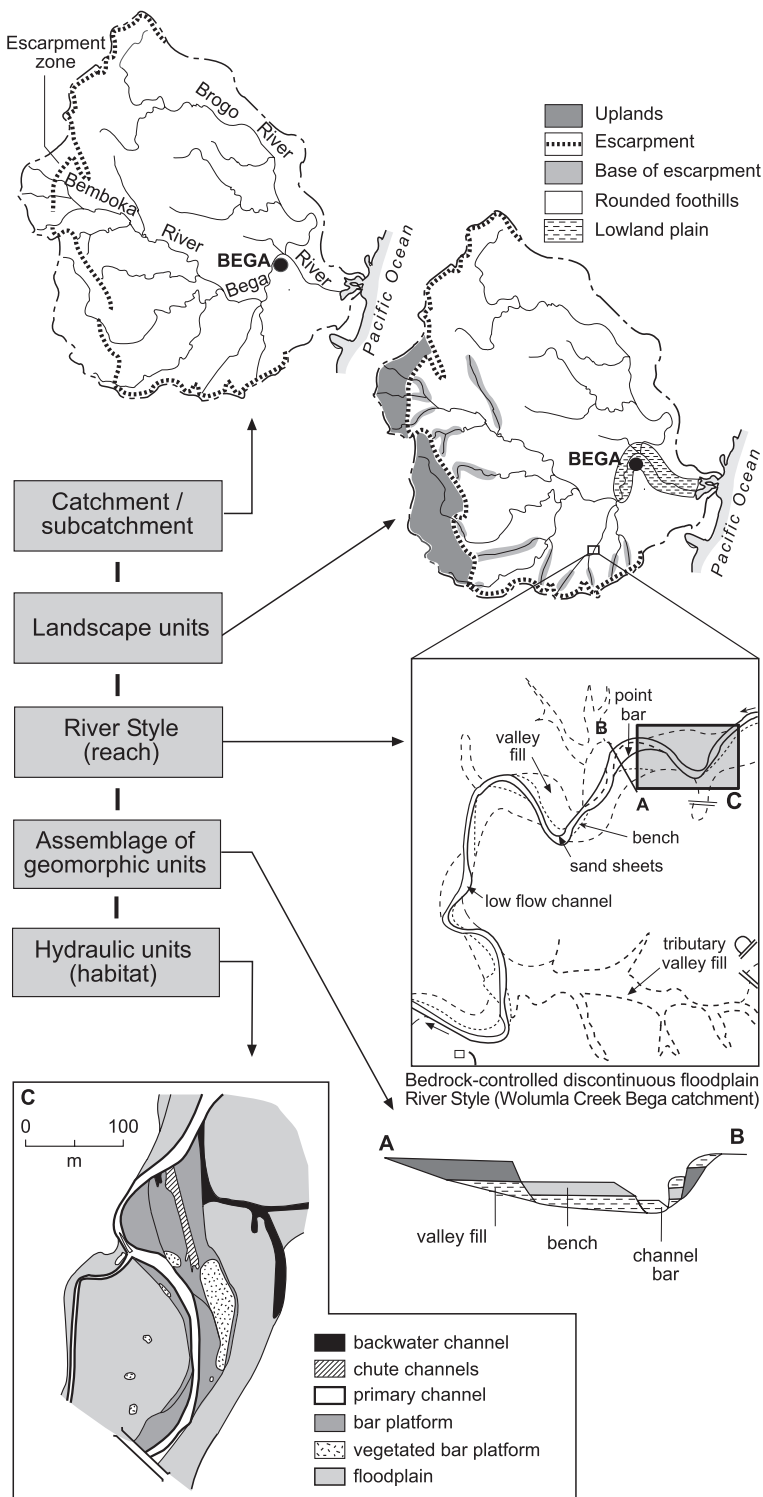 Escarpment
zone
Brogo
River
Bemboka
River
BEGA
Bega
River
Pacific Ocean
Uplands
Escarpment
Base of escarpment
Rounded foothills
Lowland plain
BEGA
Pacific Ocean
Catchment /
subcatchment
Landscape units
River Style
(reach)
Assemblage of
geomorphic units
Hydraulic units
(habitat)
point
bar
B
valley
fill
A
C
bench
sand sheets
low flow channel
tributary
valley fill
Bedrock-controlled discontinuous floodplain
River Style (Wolumla Creek Bega catchment)
A
B
valley fill
bench
channel
bar
C
0 100
m
backwater channel
chute channels
primary channel
bar platform
vegetated bar platform
floodplain